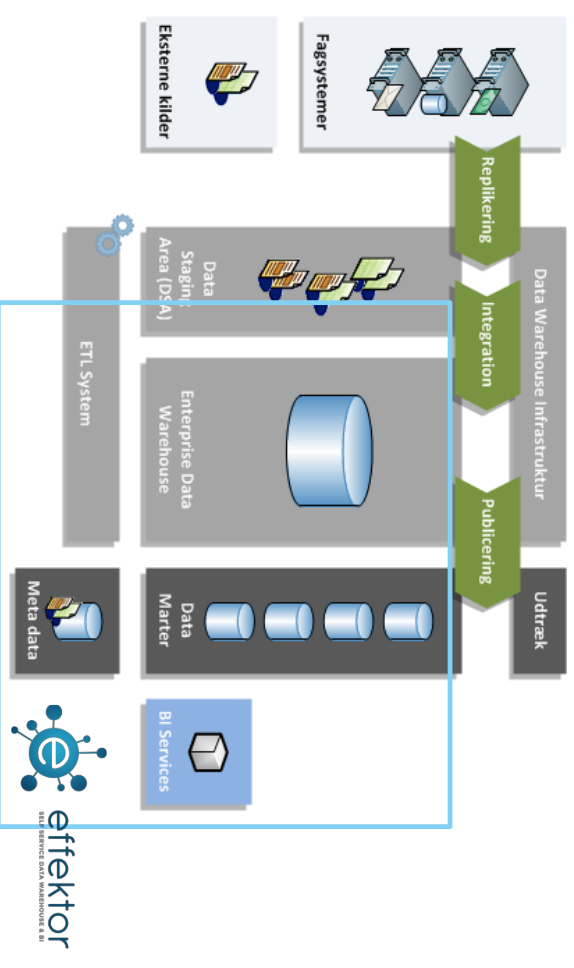 Fagsystemer
Eksterne kilder
Replikering
Integration
Publicering
Data Warehouse Infrastruktur
Udtræk
Data
Staging
Area (DSA)
Enterprise Data
Warehouse
Data
Marter
BI Services
ETL System
Meta data
e
effektor
SELF SERVICE DATA WAREHOUSE & BI